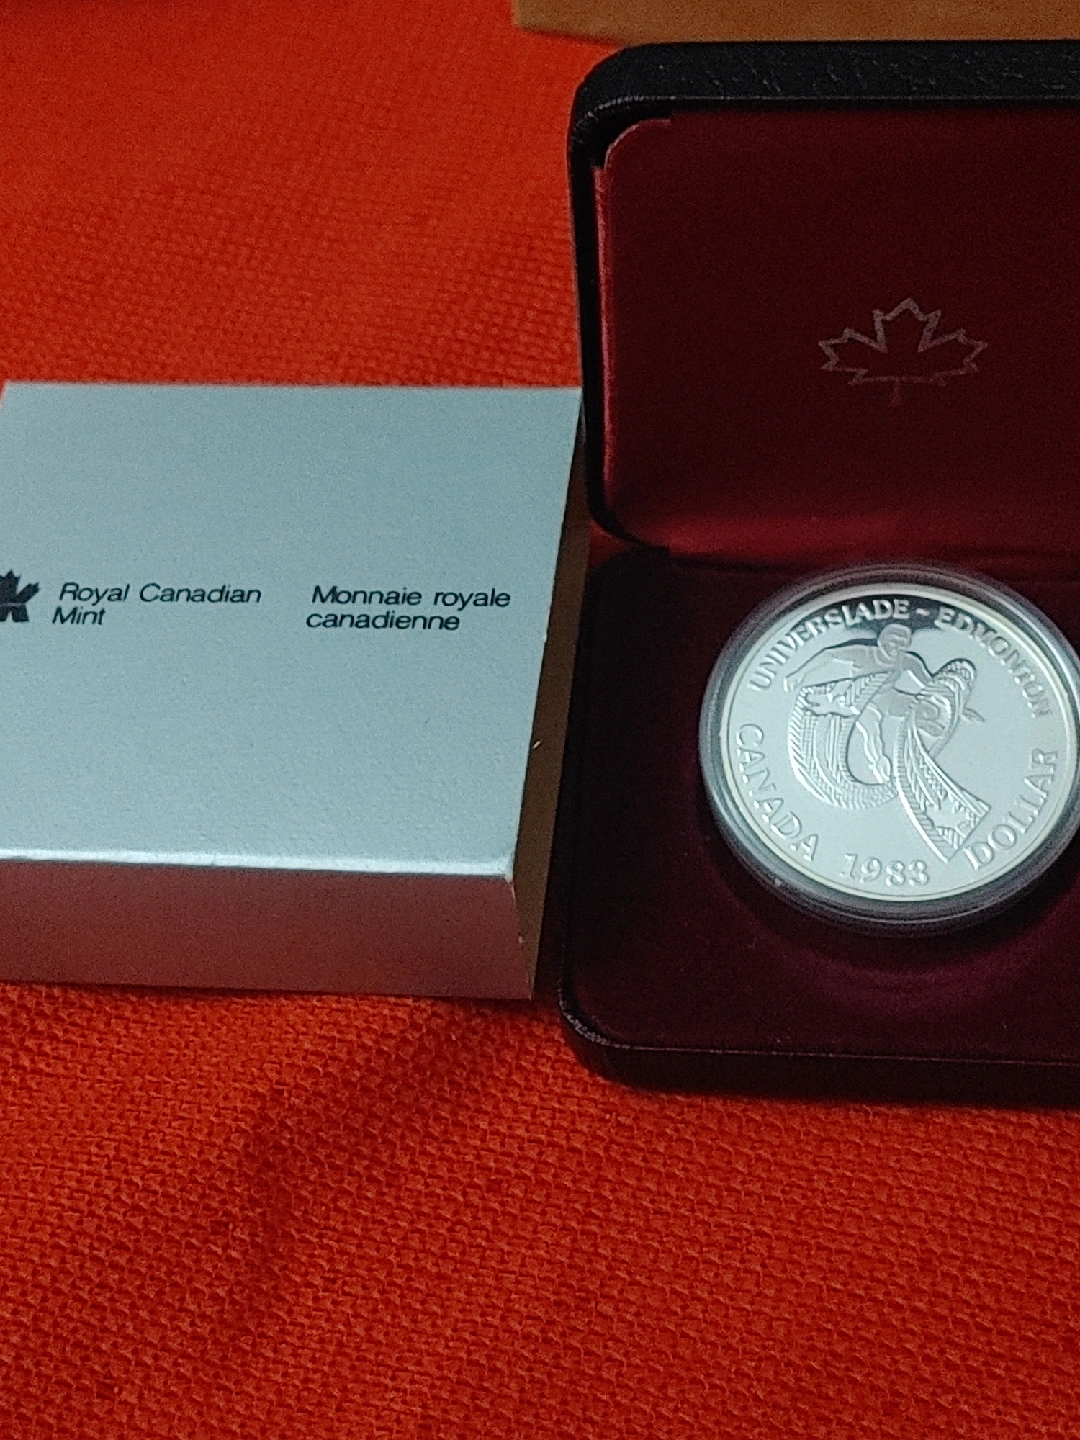 Royal Canadian
Mint
Monnaie royale
canadienne
UNIVERSIADE ~ EDMONTON
CANADA 1983 DOLLAR